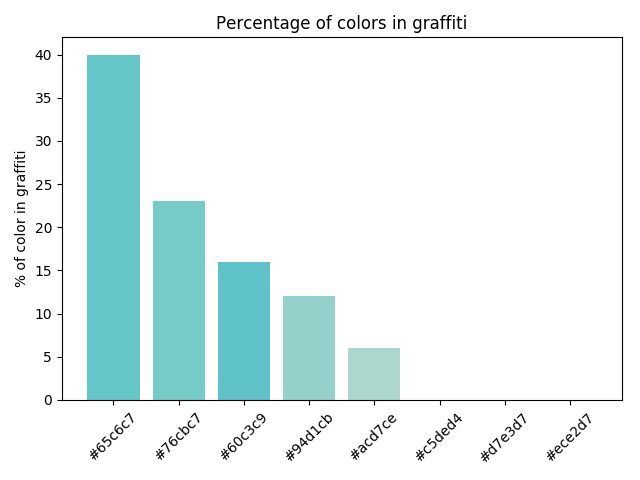 Percentage of colors in graffiti
% of color in graffiti
40
35
30
25
20
15
10
5
0
#65c6c7
#76cbc7
#60c3c9
#94d1cb
#acd7ce
#c5ded4
#d7e3d7
#ece2d7